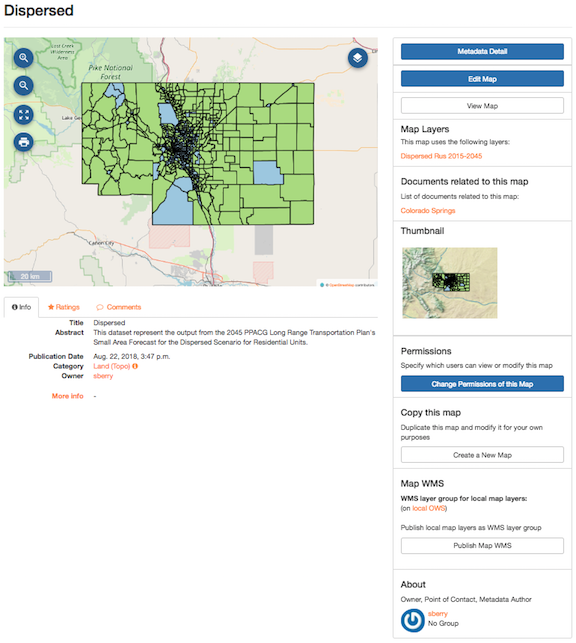 Dispersed
Lost Creek
Wilderness
Area
Pike National
Forest
Lake Ge
Cañon City
20 km
© OpenStreetMap contributors
Info
Ratings
Comments
Title Dispersed
Abstract This dataset represent the output from the 2045 PPACG Long Range Transportation Plan's
Small Area Forecast for the Dispersed Scenario for Residential Units.
Publication Date Aug. 22, 2018, 3:47 p.m.
Category Land (Topo)
Owner sberry
More info -
Metadata Detail
Edit Map
View Map
Map Layers
This map uses the following layers:
Dispersed Rus 2015-2045
Documents related to this map
List of documents related to this map:
Colorado Springs
Thumbnail
Permissions
Specify which users can view or modify this map
Change Permissions of this Map
Copy this map
Duplicate this map and modify it for your own
purposes
Create a New Map
Map WMS
WMS layer group for local map layers:
(on local OWS)
Publish local map layers as WMS layer group
Publish Map WMS
About
Owner, Point of Contact, Metadata Author
sberry
No Group